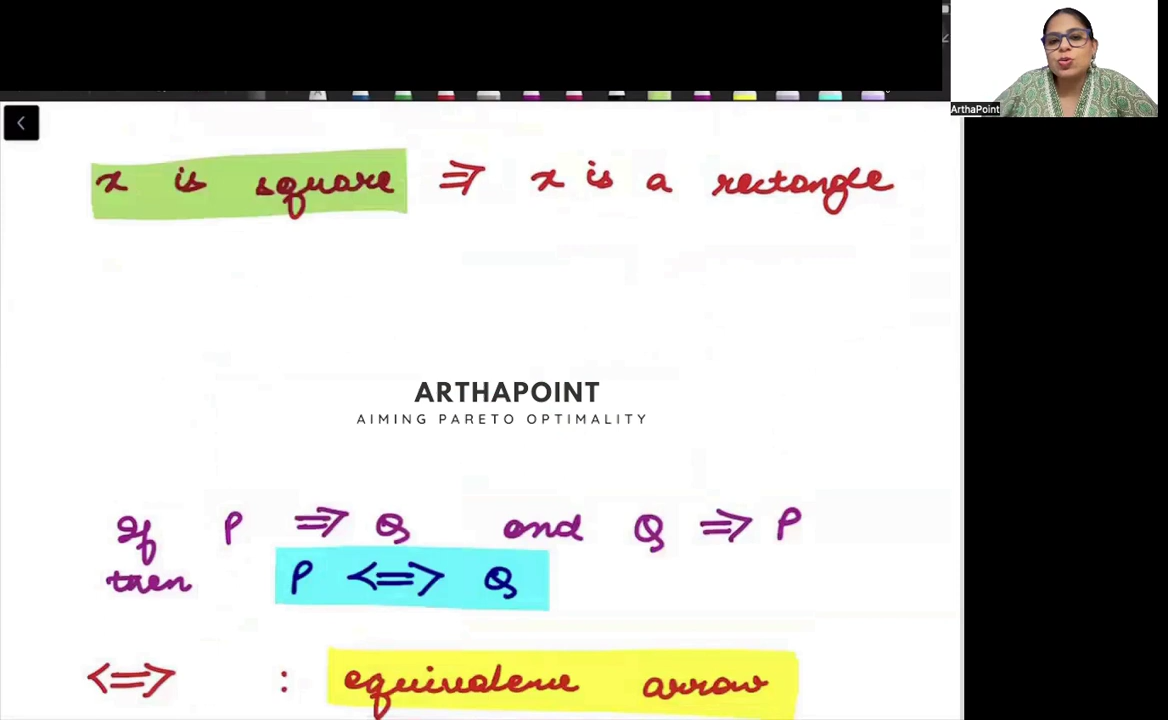 ArthaPoint
x is square ⇒ x is a rectangle
ARTHAPOINT
AIMING PARETO OPTIMALITY
If P ⇒ Q and Q ⇒ P
then P <=> Q
<=> : equivalence arrow